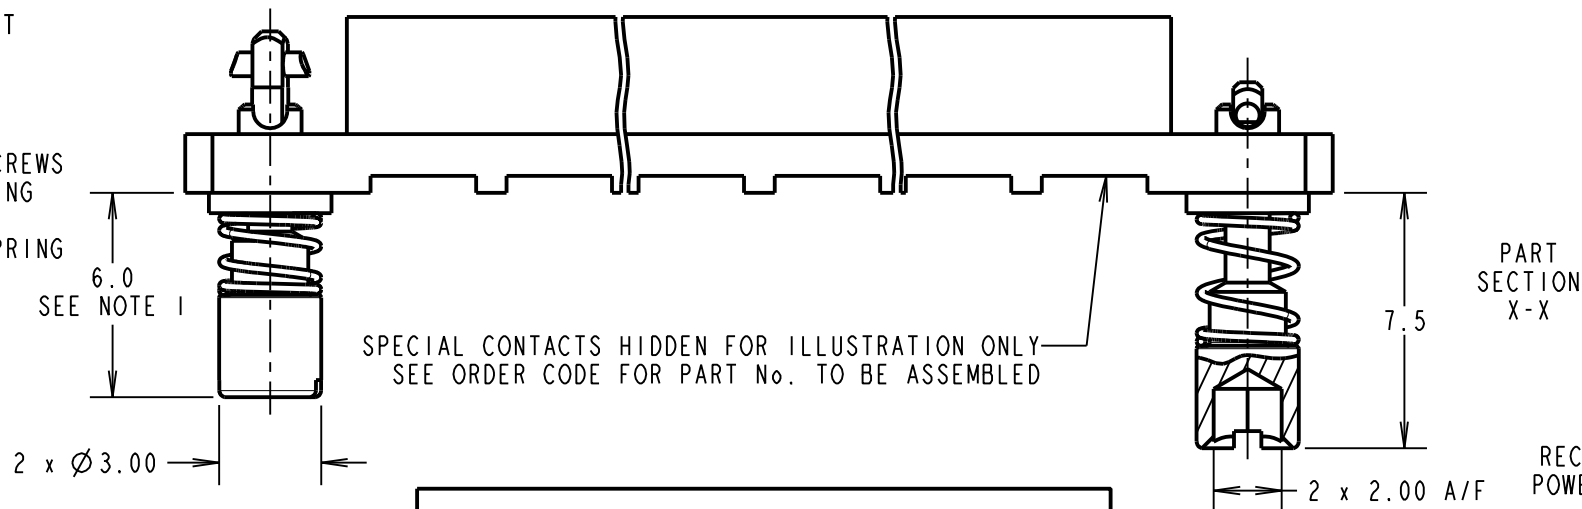 T
CREWS
NG
PRING
6.0
SEE NOTE 1
SPECIAL CONTACTS HIDDEN FOR ILLUSTRATION ONLY
SEE ORDER CODE FOR PART No. TO BE ASSEMBLED
2 x Ø3.00
7.5
PART
SECTION
X-X
2 x 2.00 A/F
REC
POWE